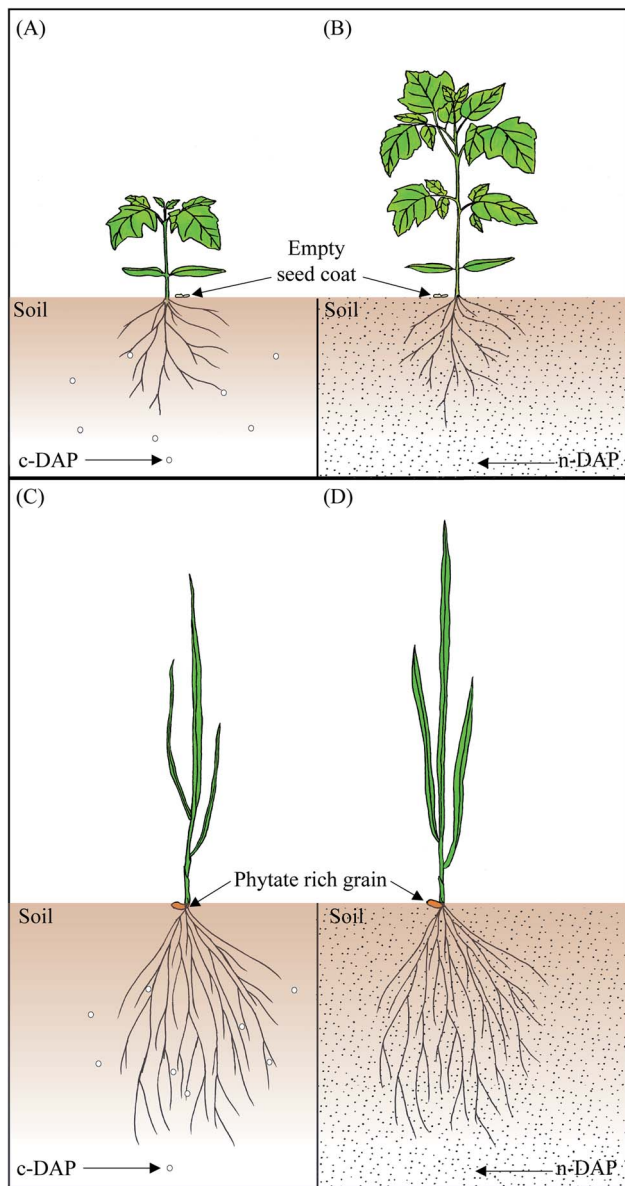 (A)
(B)
Empty
seed coat
Soil
Soil
c-DAP
n-DAP
(C)
(D)
Phytate rich grain
Soil
Soil
c-DAP
n-DAP